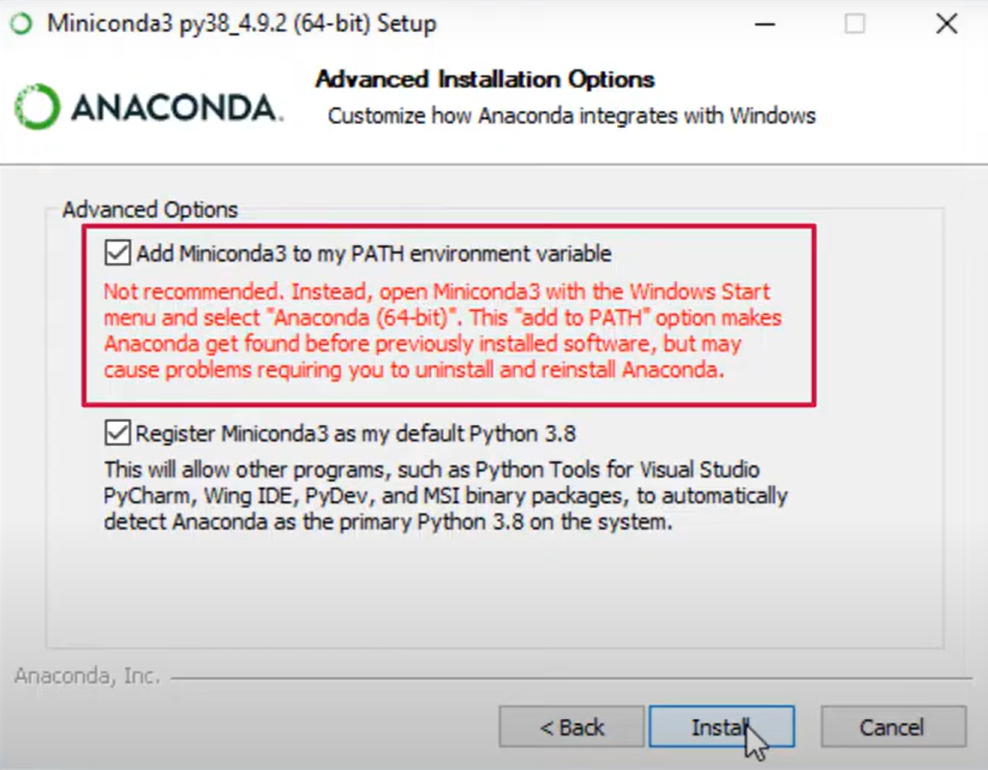 Miniconda3 py38_4.9.2 (64-bit) Setup
ANACONDA.
Advanced Installation Options
Customize how Anaconda integrates with Windows
Advanced Options
Add Miniconda3 to my PATH environment variable
Not recommended. Instead, open Miniconda3 with the Windows Start
menu and select "Anaconda (64-bit)". This "add to PATH" option makes
Anaconda get found before previously installed software, but may
cause problems requiring you to uninstall and reinstall Anaconda.
Register Miniconda3 as my default Python 3.8
This will allow other programs, such as Python Tools for Visual Studio
PyCharm, Wing IDE, PyDev, and MSI binary packages, to automatically
detect Anaconda as the primary Python 3.8 on the system.
Anaconda, Inc.
< Back
Install
Cancel